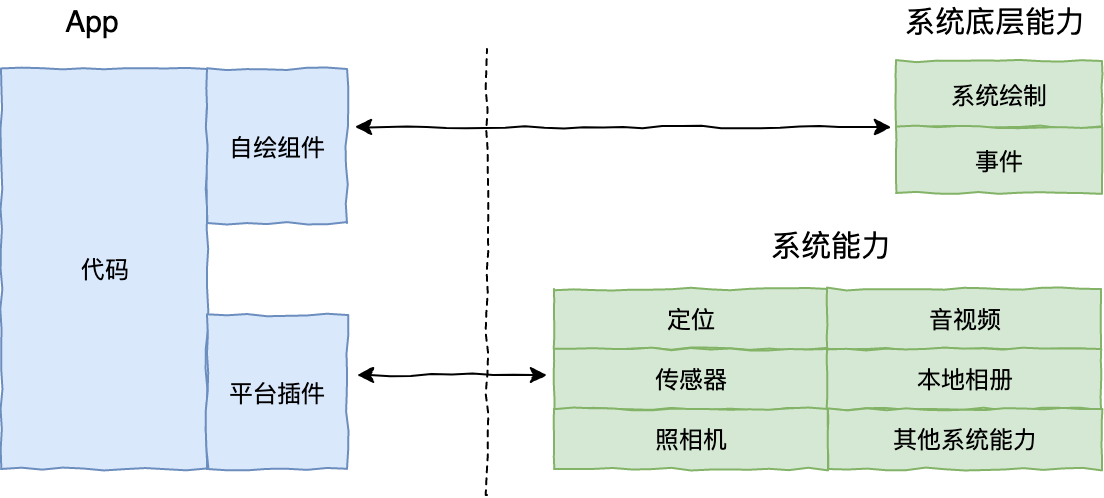 App
系统底层能力
代码
自绘组件
系统绘制
事件
平台插件
系统能力
定位
音视频
传感器
本地相册
照相机
其他系统能力